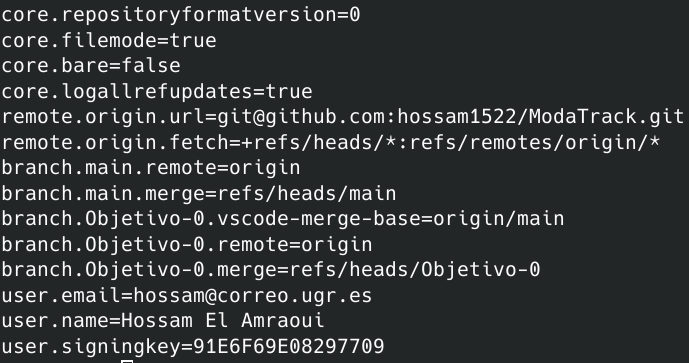 core.repositoryformatversion=0
core.filemode=true
core.bare=false
core.logallrefupdates=true
remote.origin.url=git@github.com:hossam1522/ModaTrack.git
remote.origin.fetch=+refs/heads/*:refs/remotes/origin/*
branch.main.remote=origin
branch.main.merge=refs/heads/main
branch.Objetivo-0.vscode-merge-base=origin/main
branch.Objetivo-0.remote=origin
branch.Objetivo-0.merge=refs/heads/Objetivo-0
user.email=hossam@correo.ugr.es
user.name=Hossam El Amraoui
user.signingkey=91E6F69E08297709